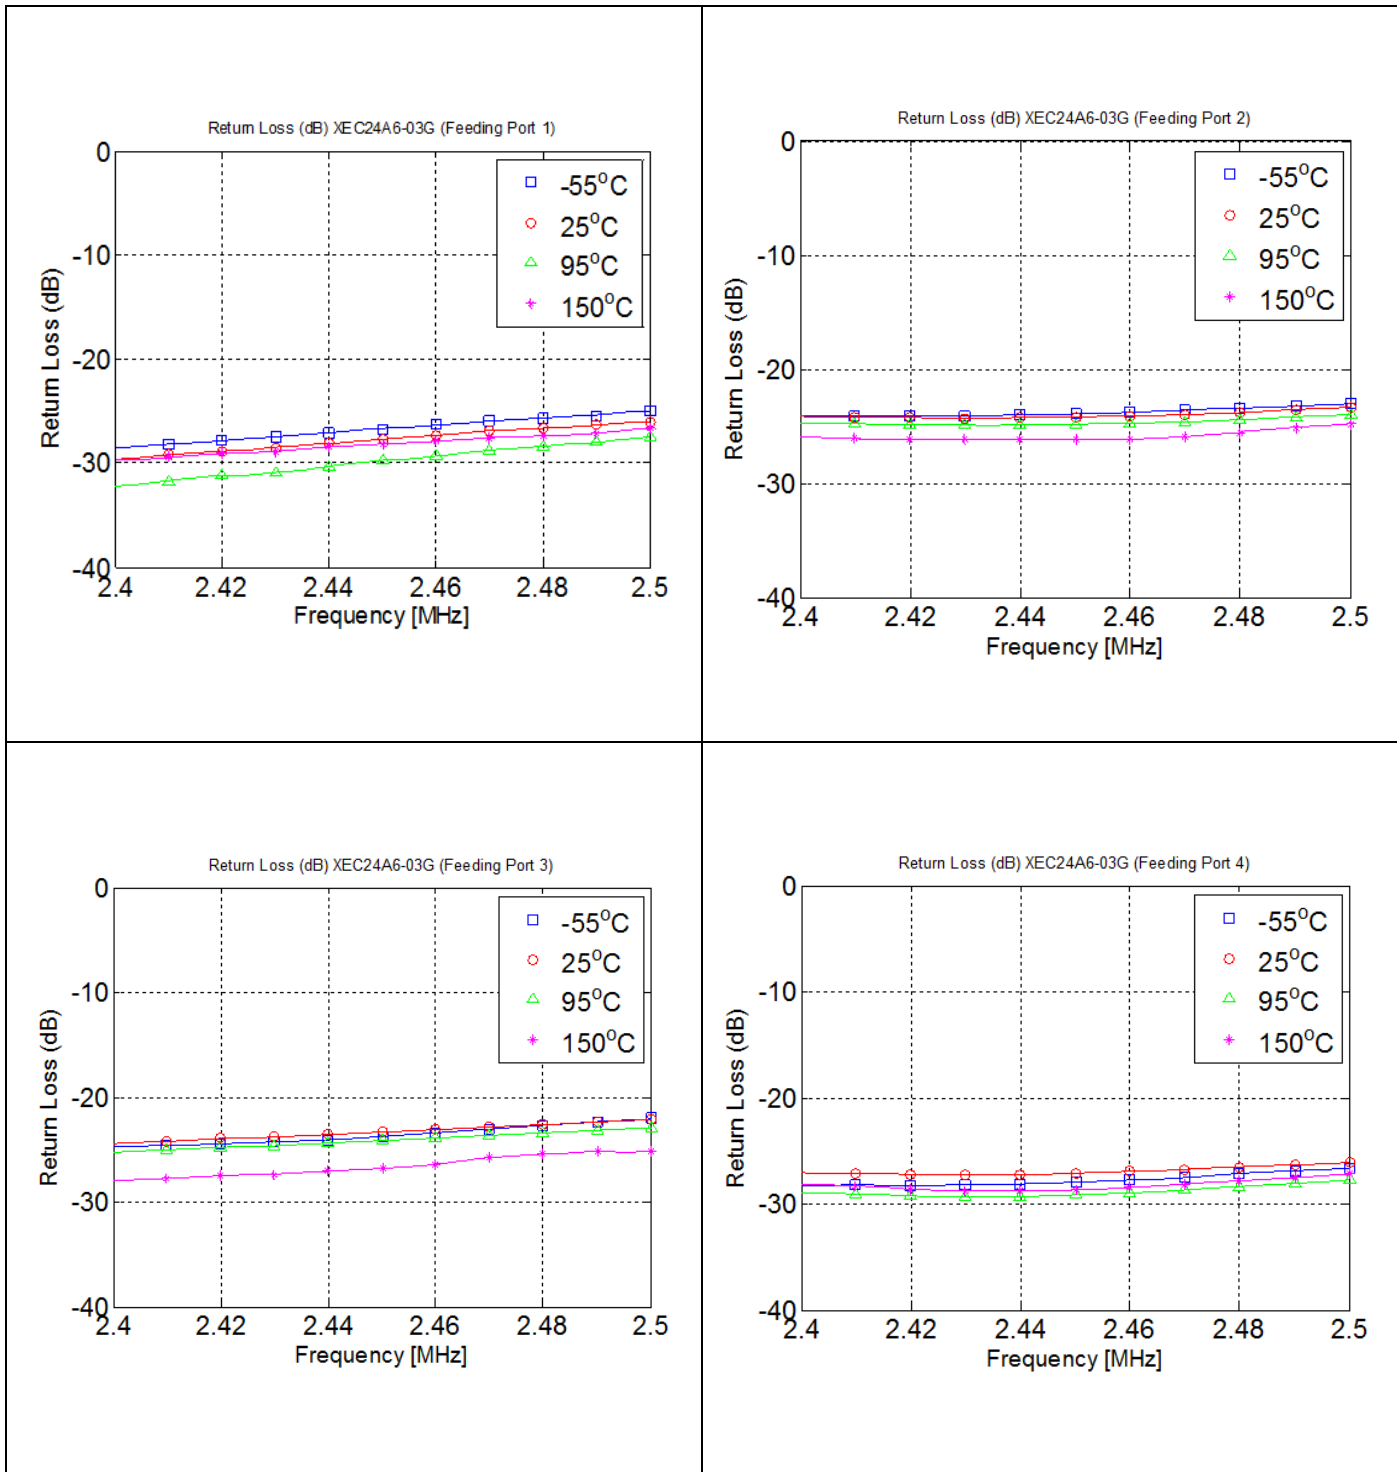 Return Loss (dB) XEC24A6-03G (Feeding Port 1)
0
-10
-20
-30
-40
Return Loss (dB)
-55°C
25°C
95°C
150°C
2.4 2.42 2.44 2.46 2.48 2.5
Frequency [MHz]
Return Loss (dB) XEC24A6-03G (Feeding Port 2)
0
-10
-20
-30
-40
Return Loss (dB)
-55°C
25°C
95°C
150°C
2.4 2.42 2.44 2.46 2.48 2.5
Frequency [MHz]
Return Loss (dB) XEC24A6-03G (Feeding Port 3)
0
-10
-20
-30
-40
Return Loss (dB)
-55°C
25°C
95°C
150°C
2.4 2.42 2.44 2.46 2.48 2.5
Frequency [MHz]
Return Loss (dB) XEC24A6-03G (Feeding Port 4)
0
-10
-20
-30
-40
Return Loss (dB)
-55°C
25°C
95°C
150°C
2.4 2.42 2.44 2.46 2.48 2.5
Frequency [MHz]